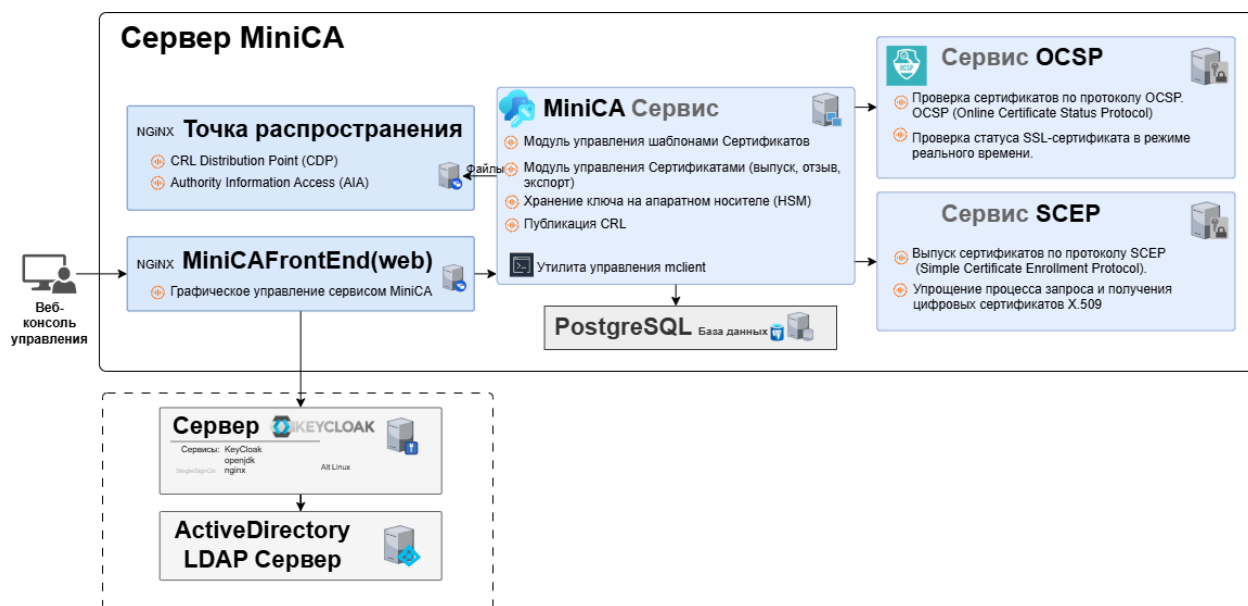 Сервер MiniCA
NGiNX Точка распространения
CRL Distribution Point (CDP)
Authority Information Access (AIA)
Файлы
NGiNX MiniCAFrontEnd(web)
Графическое управление сервисом MiniCA
Веб-
консоль
управления
MiniCA Сервис
Модуль управления шаблонами Сертификатов
Модуль управления Сертификатами (выпуск, отзыв,
экспорт)
Хранение ключа на апаратном носителе (HSM)
Публикация CRL
Утилита управления mclient
PostgreSQL База данных
OCSP
Сервис OCSP
Проверка сертификатов по протоколу OCSP.
OCSP (Online Certificate Status Protocol)
Проверка статуса SSL-сертификата в режиме
реального времени.
Сервис SCEP
Выпуск сертификатов по протоколу SCEP
(Simple Certificate Enrollment Protocol).
Упрощение процесса запроса и получения
цифровых сертификатов X.509
Сервер KEYCLOAK
Сервисы: KeyCloak
openjdk
SingleSignOn nginx
Alt Linux
ActiveDirectory
LDAP Сервер